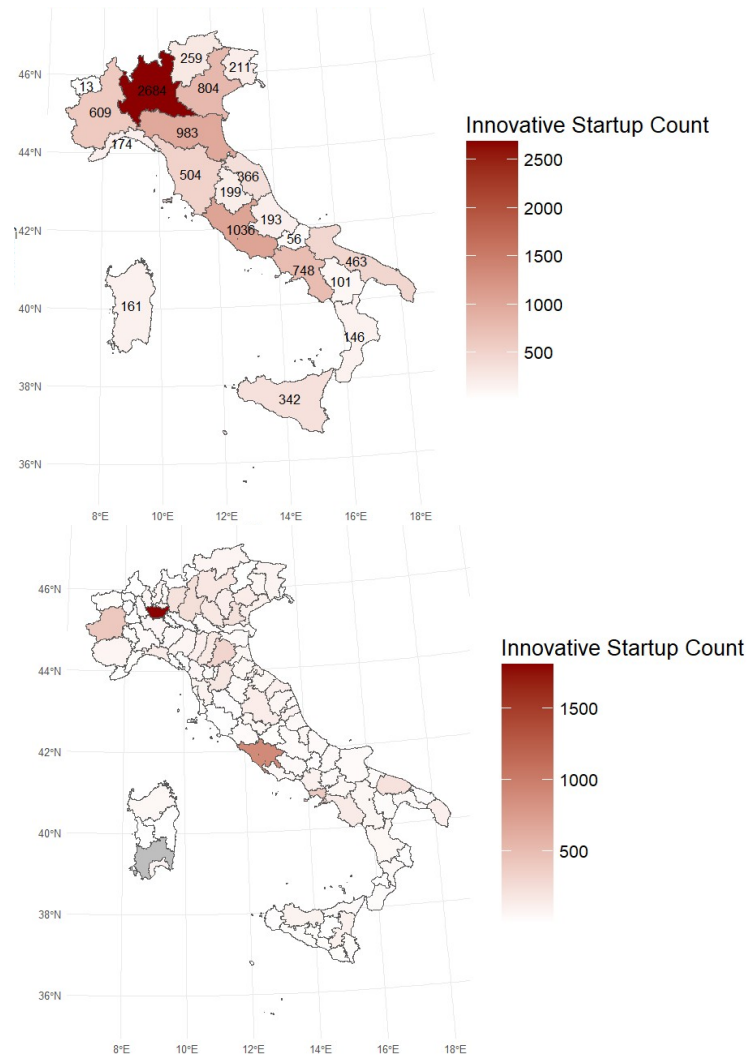 46°N
44°N
42°N
40°N
38°N
36°N
259
211
13
2684
804
609
983
174
504
366
199
193
1036
56
463
748
101
161
146
342
8°E
10°E
12°E
14°E
16°E
18°E
Innovative Startup Count
2500
2000
1500
1000
500
46°N
44°N
42°N
40°N
38°N
36°N
8°E
10°E
12°E
14°E
16°E
18°E
Innovative Startup Count
1500
1000
500